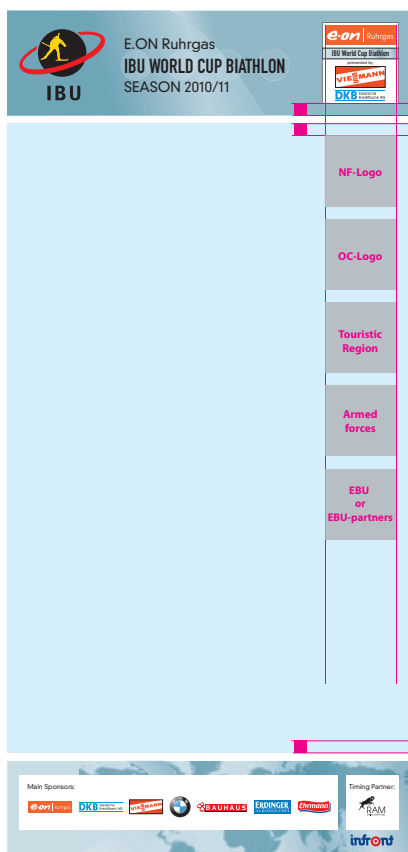 E.ON Ruhrgas
IBU WORLD CUP BIATHLON
SEASON 2010/11
IBU
e·on Ruhrgas
IBU World Cup Biathlon
presented by
VIESSMANN
DKB Deutsche Kreditbank AG
NF-Logo
OC-Logo
Touristic
Region
Armed
forces
EBU
or
EBU-partners
Main Sponsors:
Timing Partner:
e·on Ruhrgas
DKB Deutsche Kreditbank AG
VIESSMANN
BMW
BAUHAUS
ERDINGER
ALKOHOLFREI
Ehrmann
RAM
infront